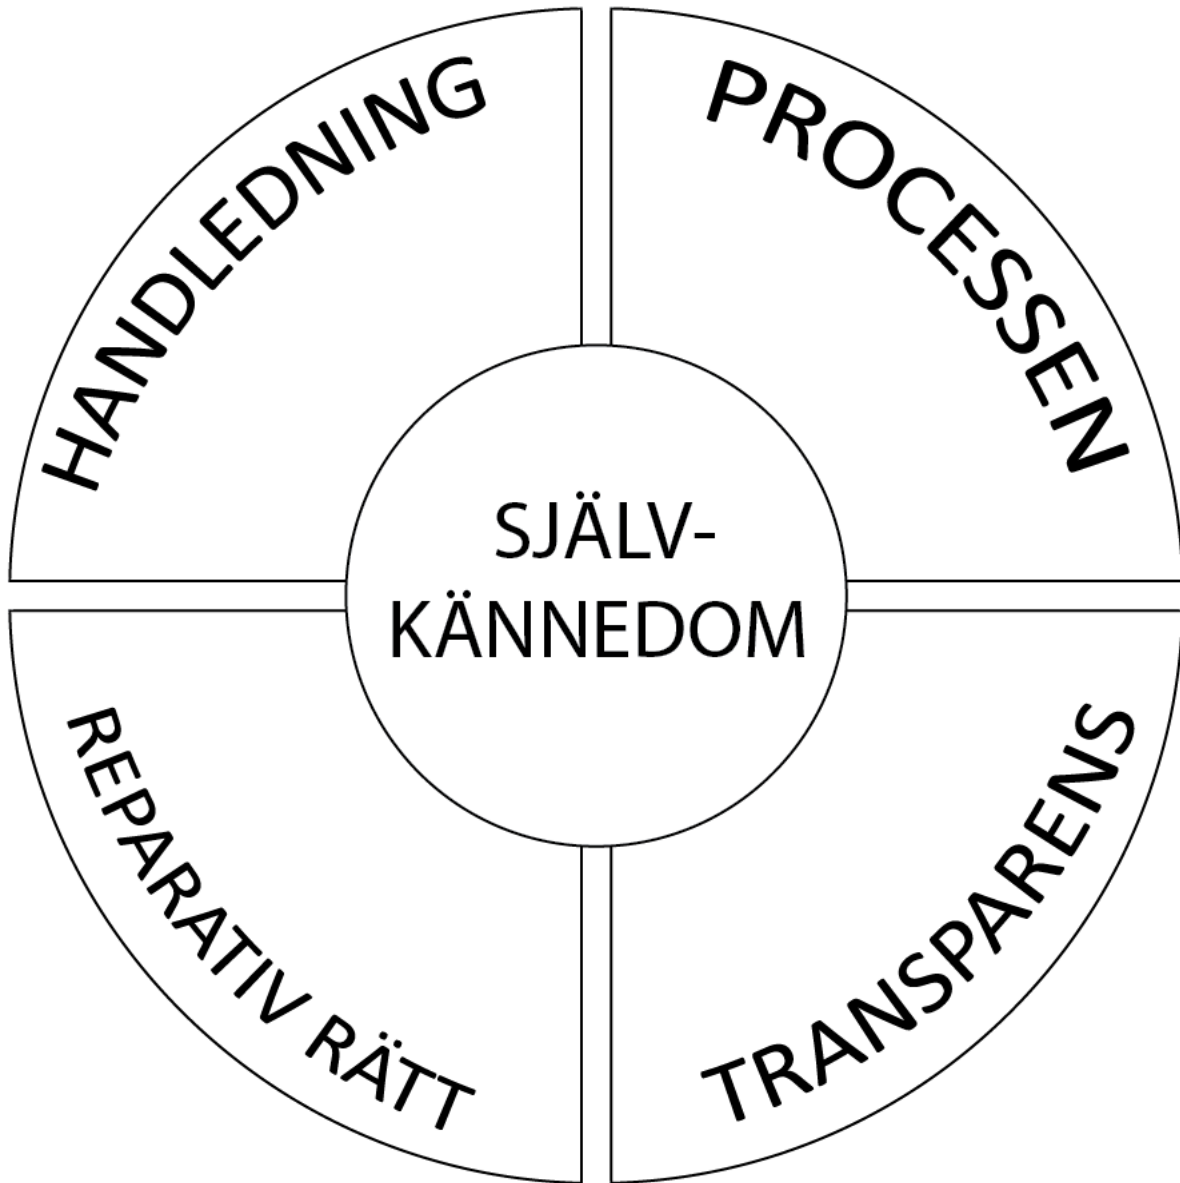 HANDLEDNING
PROCESSEN
SJÄLV-
KÄNNEDOM
REPARATIV RÄTT
TRANSPARENS